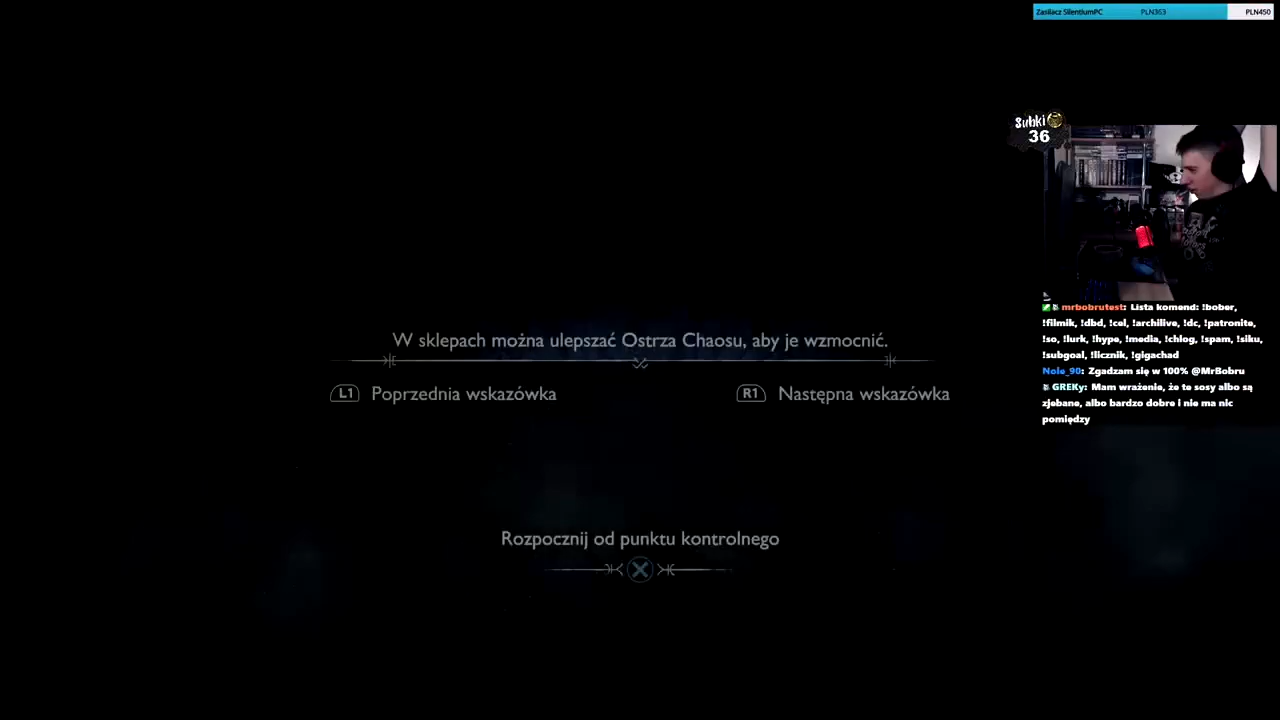 Zasilacz SilentiumPC PLN363 PLN450
Subki
36
W sklepach można ulepszać Ostrza Chaosu, aby je wzmocnić.
L1 Poprzednia wskazówka
R1 Następna wskazówka
Rozpocznij od punktu kontrolnego
mrbobrutest: Lista komend: !bober,
!filmik, !dbd, !cel, !archilive, !dc, !patronite,
!so, !lurk, !hype, !media, !chlog, !spam, !siku,
!subgoal, !licznik, !gigachad
Nole_90: Zgadzam się w 100% @MrBobru
GREKy: Mam wrażenie, że te sosy albo są
zjebane, albo bardzo dobre i nie ma nic
pomiędzy